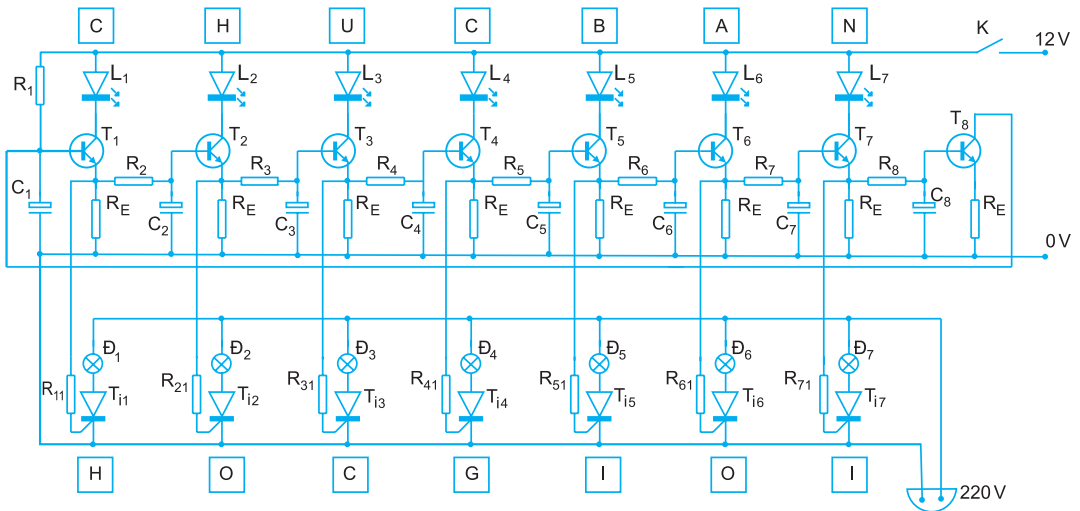 C H U C B A N
K 12 V
L1 L2 L3 L4 L5 L6 L7
R1
T1 T2 T3 T4 T5 T6 T7 T8
R2 R3 R4 R5 R6 R7 R8
C1 RE C2 RE C3 RE C4 RE C5 RE C6 RE C7 RE C8 RE
0 V
Đ1 Đ2 Đ3 Đ4 Đ5 Đ6 Đ7
R11 Ti1 R21 Ti2 R31 Ti3 R41 Ti4 R51 Ti5 R61 Ti6 R71 Ti7
H O C G I O I
220 V